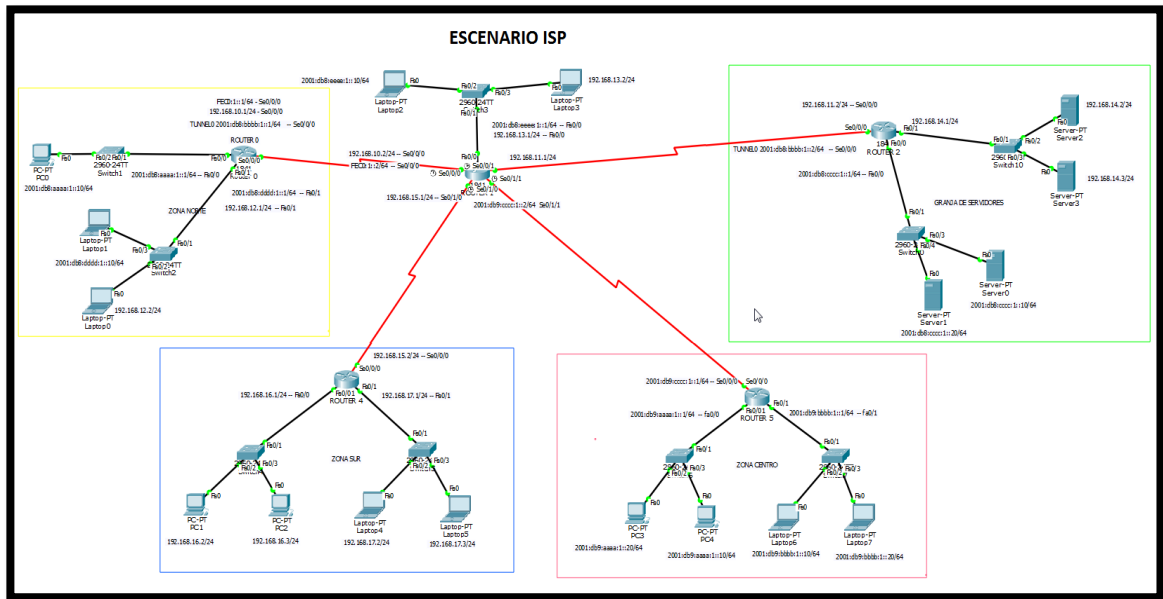 ESCENARIO ISP
FEC0:1::1/64 - Se0/0/0
192.168.10.1/24 - Se0/0/0
TUNNEL0 2001:db8:bbbb:1::1/64 -- Se0/0/0
ROUTER 0
Fa0
Fa0/2
Fa0/1
2960-24TT
Switch1
Fa0/0
Se0/0/0
Fa0/1
PC-PT
PC0
2001:db8:aaaa:1::10/64
2001:db8:aaaa:1::1/64 -- Fa0/0
2001:db8:dddd:1::1/64 -- Fa0/1
192.168.12.1/24 -- Fa0/1
ZONA NORTE
Fa0
Laptop-PT
Laptop1
Fa0/3
Fa0/1
Fa0/2
Switch2
2001:db8:dddd:1::10/64
Fa0
192.168.12.2/24
Laptop-PT
Laptop0
2001:db8:eeee:1::10/64
Fa0
Laptop-PT
Laptop2
Fa0/2
Fa0/3
2960-24TT
Switch3
Fa0/1
Fa0
192.168.13.2/24
Laptop-PT
Laptop3
2001:db8:eeee:1::1/64 -- Fa0/0
192.168.13.1/24 -- Fa0/0
192.168.10.2/24 -- Se0/0/0
FEC0:1::2/64 -- Se0/0/0
Fa0/0
192.168.11.1/24
Se0/0/1
Se0/0/0
Se0/1/1
Se0/1/0
192.168.15.1/24 -- Se0/1/0
2001:db9:cccc:1::2/64 Se0/1/1
192.168.11.2/24 -- Se0/0/0
Se0/0/0
192.168.14.1/24
TUNNEL0 2001:db8:bbbb:1::2/64 -- Se0/0/0
ROUTER 2
Fa0/0
2001:db8:cccc:1::1/64 -- Fa0/0
Fa0/1
Fa0/2
Fa0/3
Switch10
192.168.14.2/24
Fa0
Server-PT
Server2
Fa0
192.168.14.3/24
Server-PT
Server3
GRANJA DE SERVIDORES
Fa0/1
Fa0/3
Fa0/4
Fa0
Server-PT
Server0
2001:db8:cccc:1::10/64
Fa0
Server-PT
Server1
2001:db8:cccc:1::20/64
192.168.15.2/24 -- Se0/0/0
Se0/0/0
192.168.16.1/24 -- Fa0/0
Fa0/1
192.168.17.1/24 -- Fa0/1
ROUTER 4
Fa0/1
Fa0/3
ZONA SUR
Fa0/1
Fa0/3
Fa0
PC-PT
PC1
192.168.16.2/24
Fa0
PC-PT
PC2
192.168.16.3/24
Fa0
Laptop-PT
Laptop4
192.168.17.2/24
Fa0
Laptop-PT
Laptop5
192.168.17.3/24
2001:db9:cccc:1::1/64 -- Se0/0/0
Se0/0/0
2001:db9:aaaa:1::1/64 -- fa0/0
Fa0/1
2001:db9:bbbb:1::1/64 -- fa0/1
ROUTER 5
Fa0/1
Fa0/3
ZONA CENTRO
Fa0/1
Fa0/3
Fa0
PC-PT
PC3
2001:db9:aaaa:1::20/64
Fa0
PC-PT
PC4
2001:db9:aaaa:1::10/64
Fa0
Laptop-PT
Laptop6
2001:db9:bbbb:1::10/64
Fa0
Laptop-PT
Laptop7
2001:db9:bbbb:1::20/64